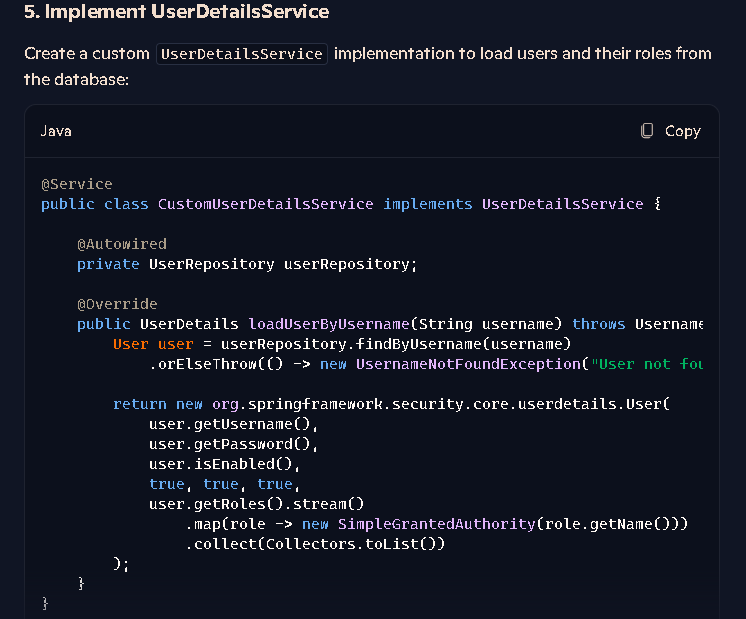 5. Implement UserDetailsService
Create a custom UserDetailsService implementation to load users and their roles from
the database:
Java
Copy
@Service
public class CustomUserDetailsService implements UserDetailsService {
@Autowired
private UserRepository userRepository;
@Override
public UserDetails loadUserByUsername(String username) throws Username
User user = userRepository.findByUsername(username)
.orElseThrow(() -> new UsernameNotFoundException("User not fou
return new org.springframework.security.core.userdetails.User(
user.getUsername(),
user.getPassword(),
user.isEnabled(),
true, true, true,
user.getRoles().stream()
.map(role -> new SimpleGrantedAuthority(role.getName()))
.collect(Collectors.toList())
);
}
}